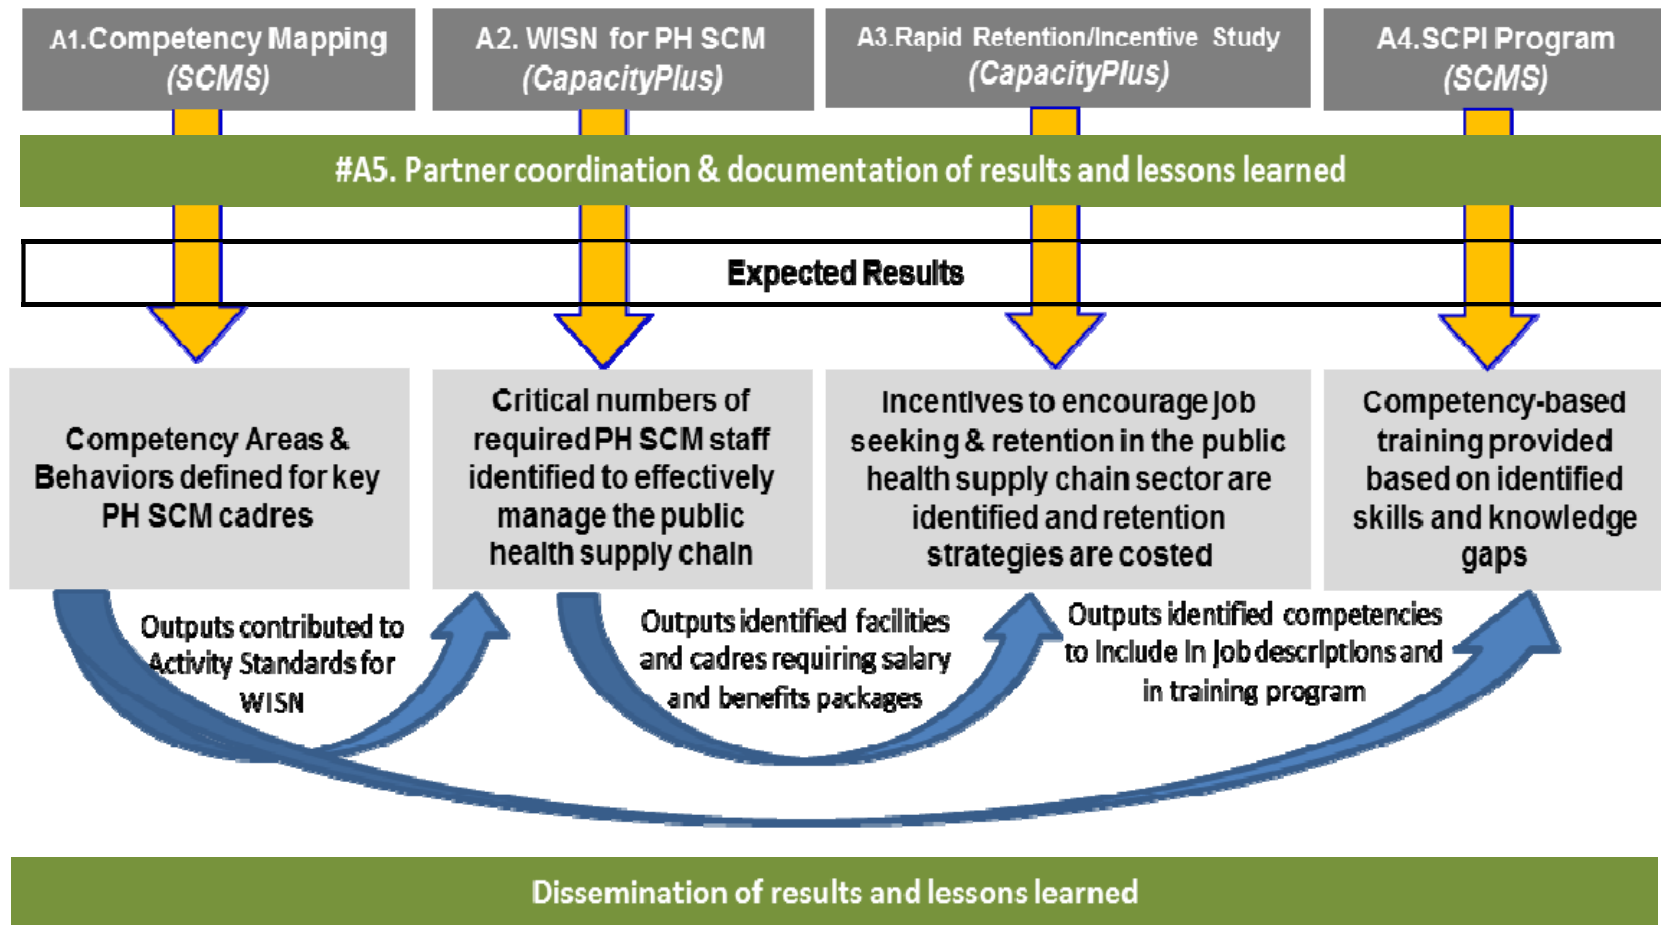 A1.Competency Mapping
(SCMS)
A2. WISN for PH SCM
(CapacityPlus)
A3.Rapid Retention/Incentive Study
(CapacityPlus)
A4.SCPI Program
(SCMS)
#A5. Partner coordination & documentation of results and lessons learned
Expected Results
Competency Areas &
Behaviors defined for key
PH SCM cadres
Critical numbers of
required PH SCM staff
identified to effectively
manage the public
health supply chain
Incentives to encourage job
seeking & retention in the public
health supply chain sector are
identified and retention
strategies are costed
Competency-based
training provided
based on identified
skills and knowledge
gaps
Outputs contributed to
Activity Standards for
WISN
Outputs identified facilities
and cadres requiring salary
and benefits packages
Outputs identified competencies
to include in job descriptions and
in training program
Dissemination of results and lessons learned